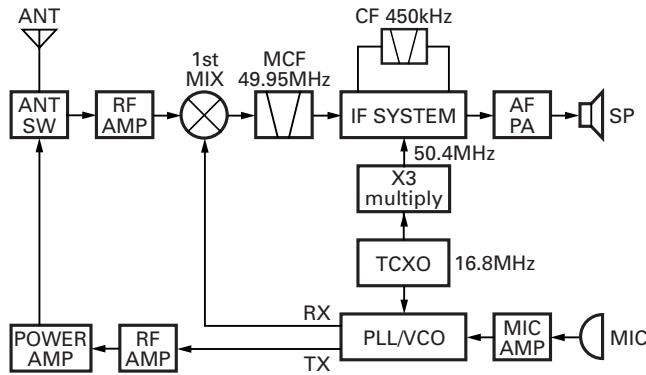 ANT
CF 450kHz
1st
MIX
MCF
49.95MHz
ANT
SW
RF
AMP
IF SYSTEM
AF
PA
SP
50.4MHz
X3
multiply
TCXO
16.8MHz
RX
PLL/VCO
MIC
AMP
MIC
POWER
AMP
RF
AMP
TX